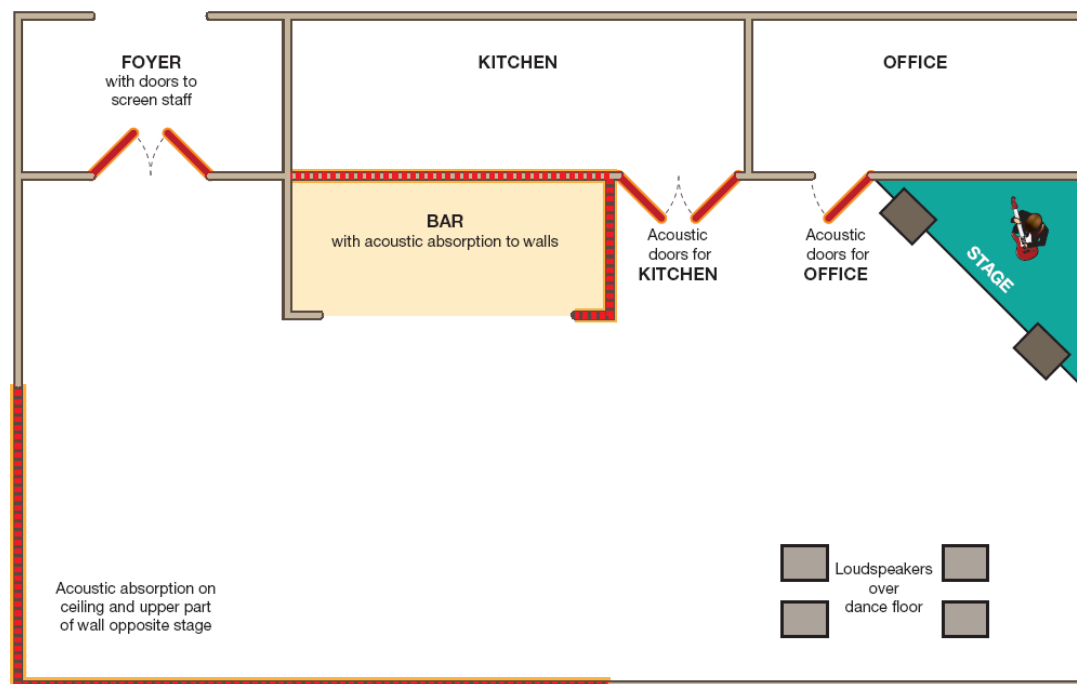 FOYER
with doors to
screen staff
KITCHEN
OFFICE
BAR
with acoustic absorption to walls
Acoustic
doors for
KITCHEN
Acoustic
doors for
OFFICE
STAGE
Acoustic absorption on
ceiling and upper part
of wall opposite stage
Loudspeakers
over
dance floor